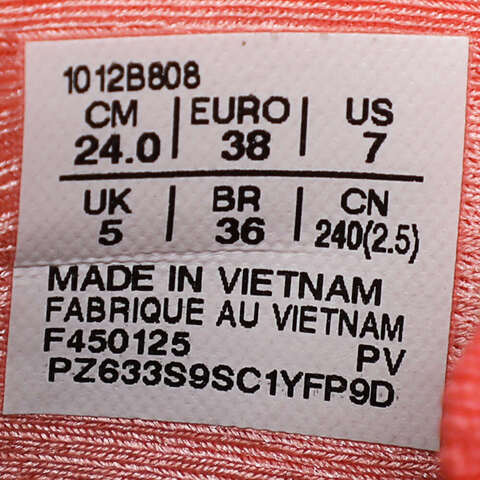 1012B808
CM | EURO | US
24.0 | 38 | 7
UK | BR | CN
5 | 36 | 240(2.5)
MADE IN VIETNAM
FABRIQUE AU VIETNAM
F450125 PV
PZ633S9SC1YFP9D